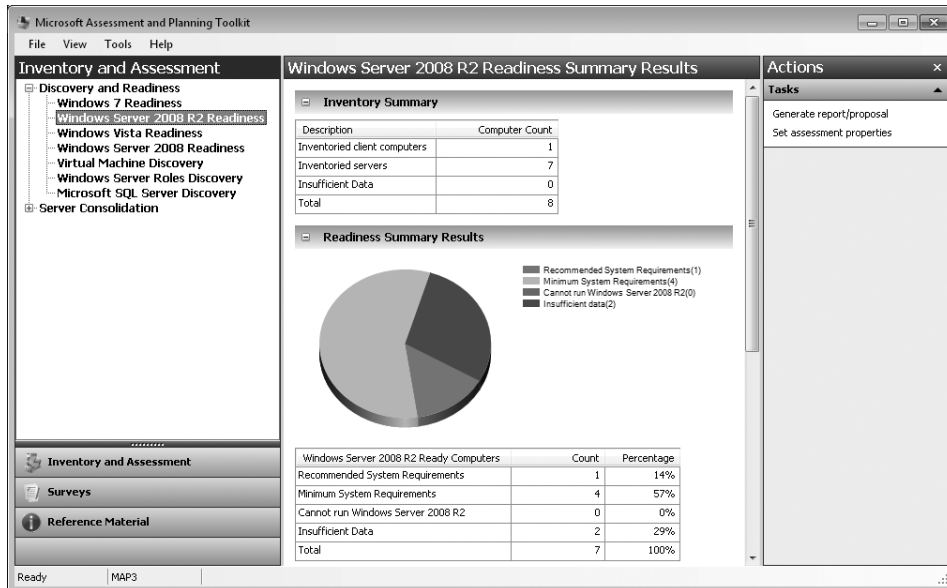 Microsoft Assessment and Planning Toolkit
File View Tools Help
Inventory and Assessment
Discovery and Readiness
Windows 7 Readiness
Windows Server 2008 R2 Readiness
Windows Vista Readiness
Windows Server 2008 Readiness
Virtual Machine Discovery
Windows Server Roles Discovery
Microsoft SQL Server Discovery
Server Consolidation
Inventory and Assessment
Surveys
Reference Material
Windows Server 2008 R2 Readiness Summary Results
Inventory Summary
Description Computer Count
Inventoried client computers 1
Inventoried servers 7
Insufficient Data 0
Total 8
Readiness Summary Results
Recommended System Requirements(1)
Minimum System Requirements(4)
Cannot run Windows Server 2008 R2(0)
Insufficient data(2)
Windows Server 2008 R2 Ready Computers Count Percentage
Recommended System Requirements 1 14%
Minimum System Requirements 4 57%
Cannot run Windows Server 2008 R2 0 0%
Insufficient Data 2 29%
Total 7 100%
Actions
Tasks
Generate report/proposal
Set assessment properties
Ready MAP3